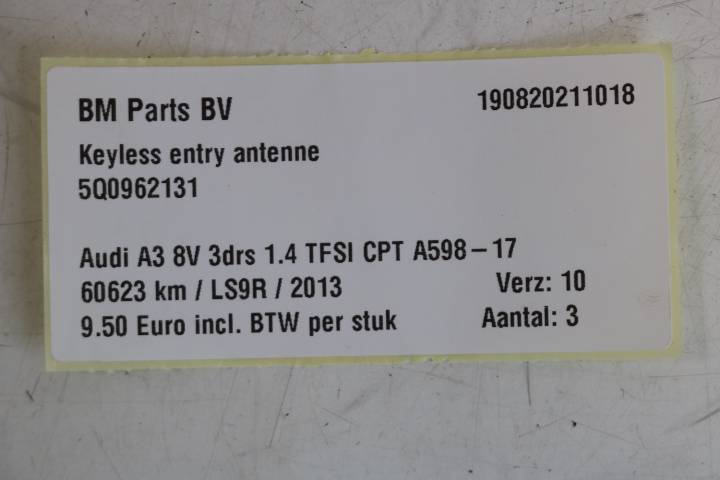 BM Parts BV 190820211018
Keyless entry antenne
5Q0962131
Audi A3 8V 3drs 1.4 TFSI CPT A598-17
60623 km / LS9R / 2013 Verz: 10
9.50 Euro incl. BTW per stuk Aantal: 3